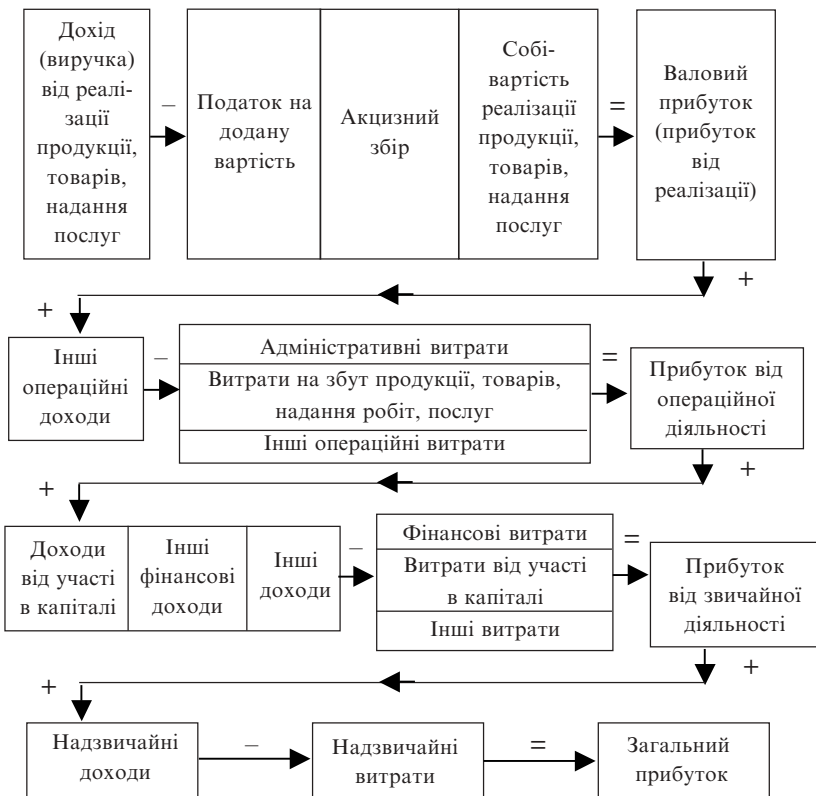 Дохід
(виручка)
від реалі-
зації
продукції,
товарів,
надання
послуг
–
Податок на
додану
вартість
Акцизний
збір
Собі-
вартість
реалізації
продукції,
товарів,
надання
послуг
=
Валовий
прибуток
(прибуток
від
реалізації)
+
+
Інші
операційні
доходи
–
Адміністративні витрати
Витрати на збут продукції, товарів,
надання робіт, послуг
Інші операційні витрати
=
Прибуток від
операційної
діяльності
+
+
Доходи
від участі
в капіталі
Інші
фінансові
доходи
Інші
доходи
–
Фінансові витрати
Витрати від участі
в капіталі
Інші витрати
=
Прибуток
від звичайної
діяльності
+
+
Надзвичайні
доходи
–
Надзвичайні
витрати
=
Загальний
прибуток